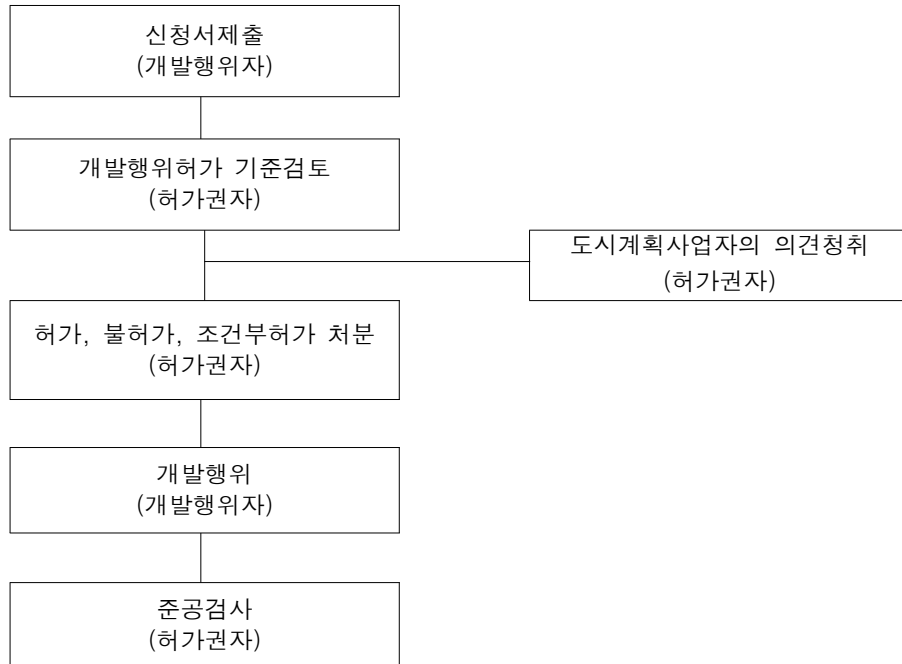 신청서제출
(개발행위자)
개발행위허가 기준검토
(허가권자)
도시계획사업자의 의견청취
(허가권자)
허가, 불허가, 조건부허가 처분
(허가권자)
개발행위
(개발행위자)
준공검사
(허가권자)